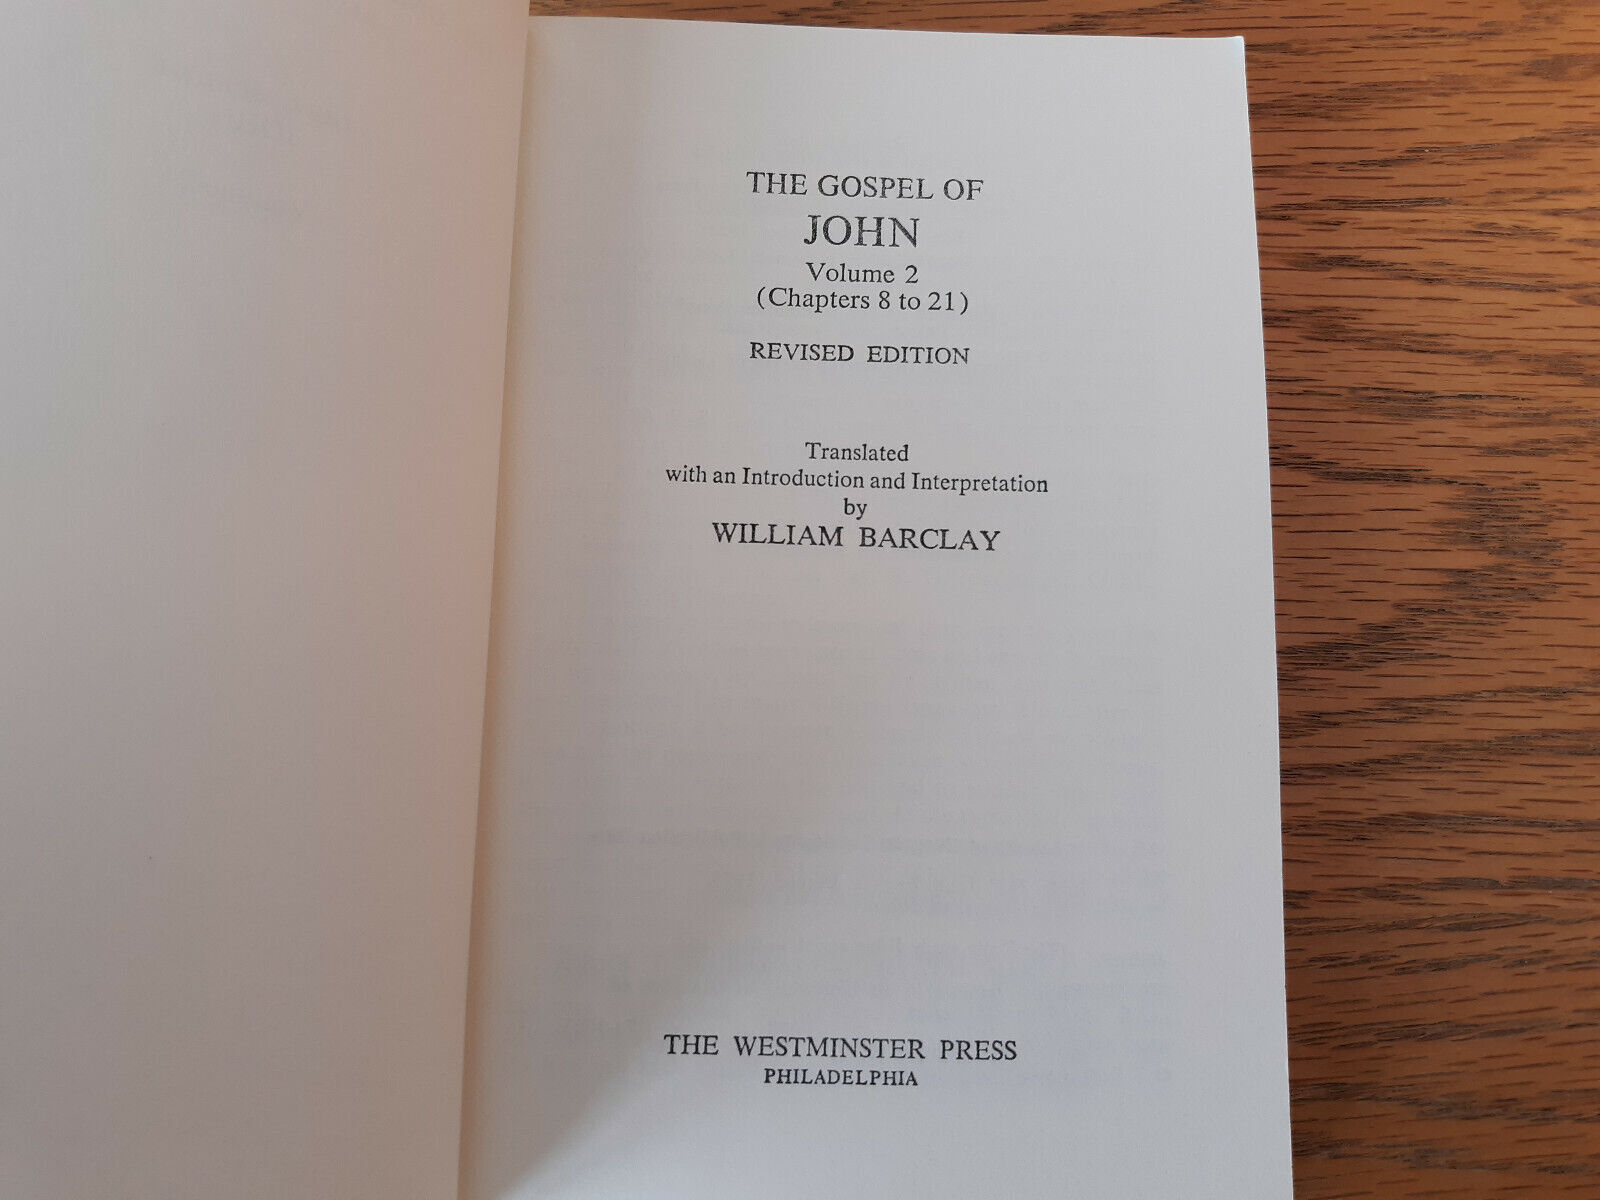 THE GOSPEL OF
JOHN
Volume 2
(Chapters 8 to 21)
REVISED EDITION
Translated
with an Introduction and Interpretation
by
WILLIAM BARCLAY
THE WESTMINSTER PRESS
PHILADELPHIA